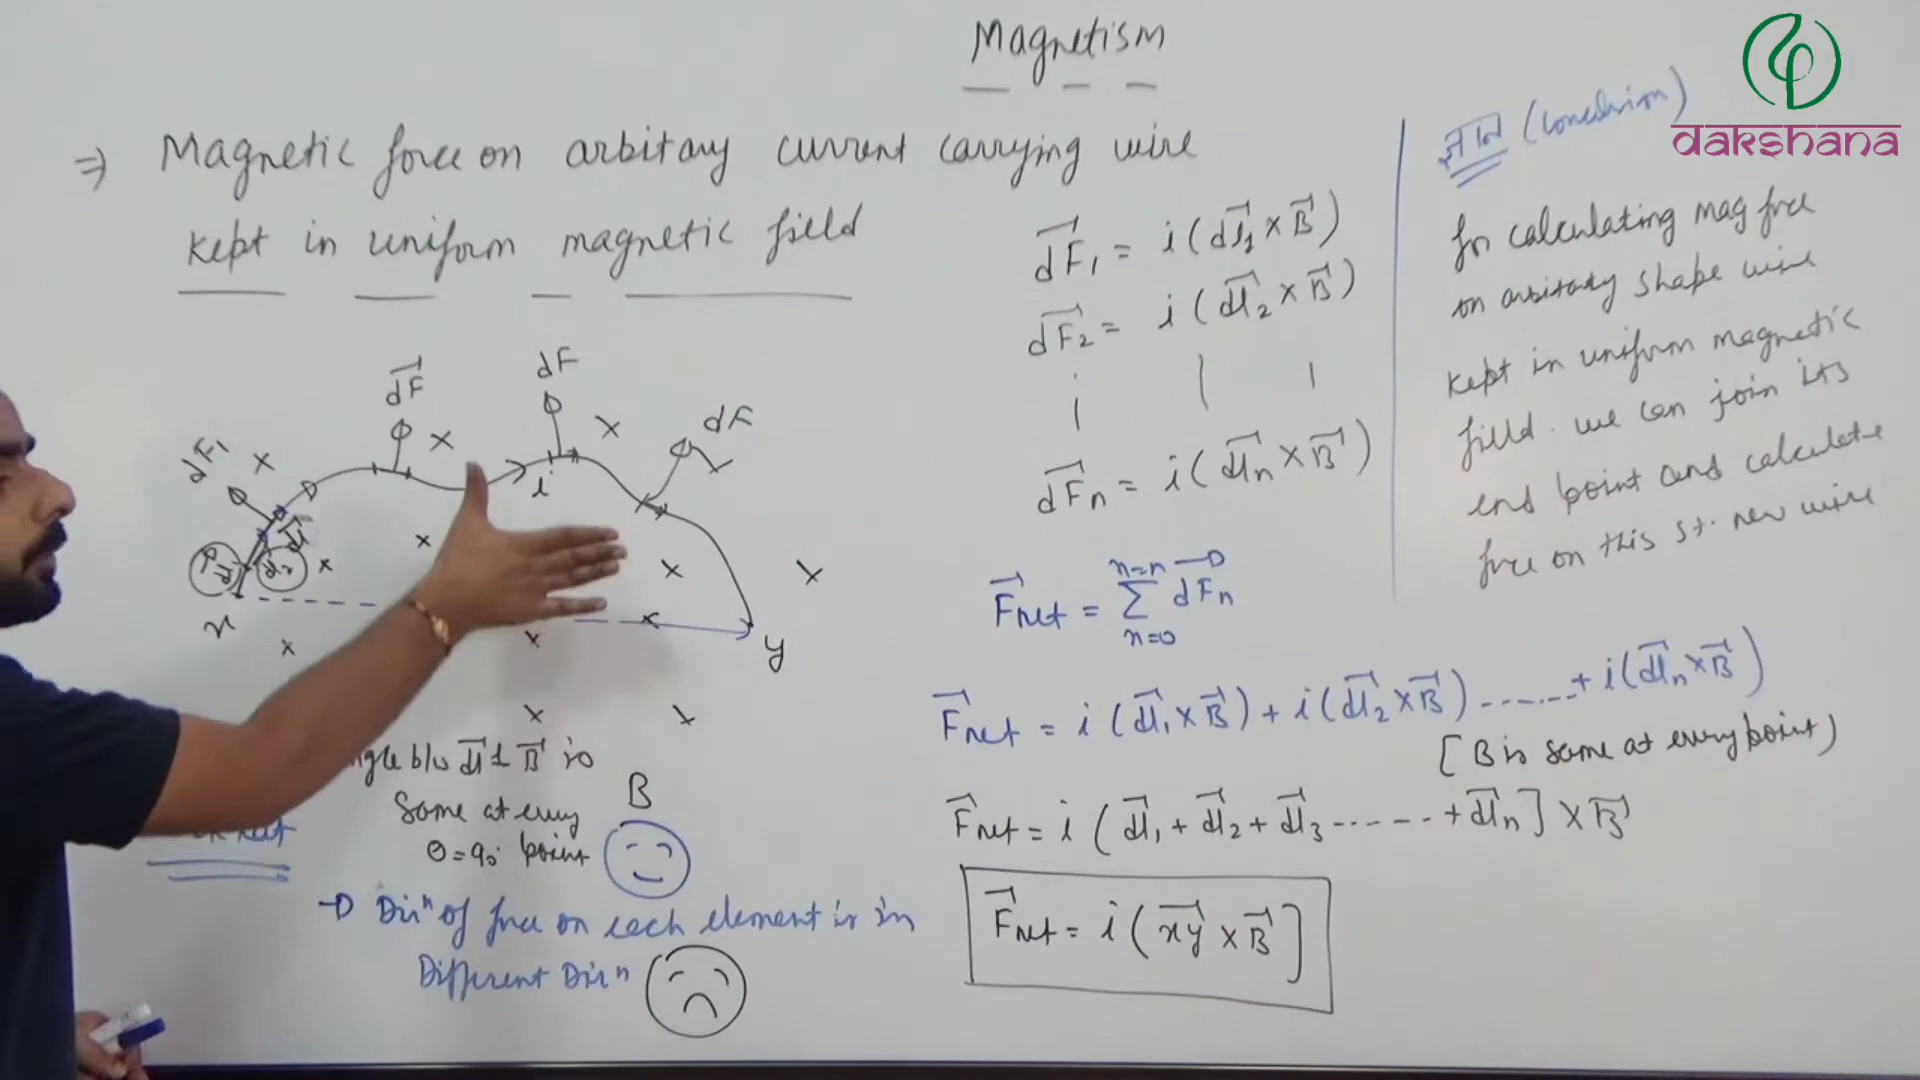 Magnetism
dakshana
⇒ Magnetic force on arbitary current carrying wire
kept in uniform magnetic field
dF₁
dF
dF
dF
i
x
y
B
Same at every
θ = 90° point
→ Dirⁿ of force on each element is in
Different Dirⁿ
dF₁ = i (dl₁ × B)
dF₂ = i (dl₂ × B)
dFₙ = i (dlₙ × B)
Fnet = Σ dFₙ
n=n
n=0
Fnet = i (dl₁ × B) + i (dl₂ × B) ........ + i (dlₙ × B)
[B is same at every point)
Fnet = i (dl₁ + dl₂ + dl₃ ........ + dlₙ] × B
Fnet = i (xy × B]
(Conclusion)
for calculating mag force
on arbitary shape wire
kept in uniform magnetic
field. we can join its
end point and calculate
force on this st. new wire